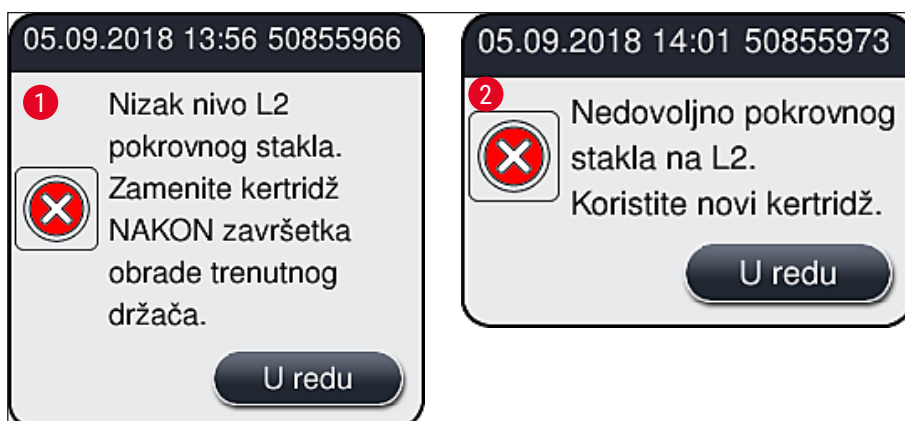 05.09.2018 13:56 50855966
1
Nizak nivo L2
pokrovnog stakla.
Zamenite kertridž
NAKON završetka
obrade trenutnog
držača.
U redu
05.09.2018 14:01 50855973
2
Nedovoljno pokrovnog
stakla na L2.
Koristite novi kertridž.
U redu